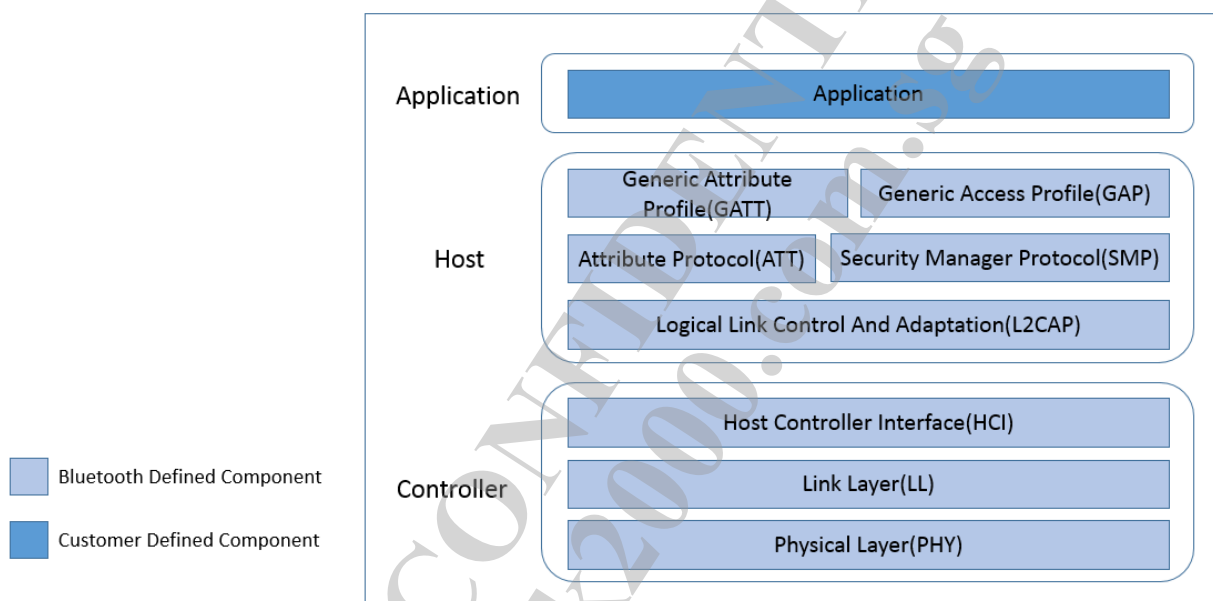 Application
Application
Host
Generic Attribute
Profile(GATT)
Generic Access Profile(GAP)
Attribute Protocol(ATT)
Security Manager Protocol(SMP)
Logical Link Control And Adaptation(L2CAP)
Controller
Host Controller Interface(HCI)
Link Layer(LL)
Physical Layer(PHY)
Bluetooth Defined Component
Customer Defined Component